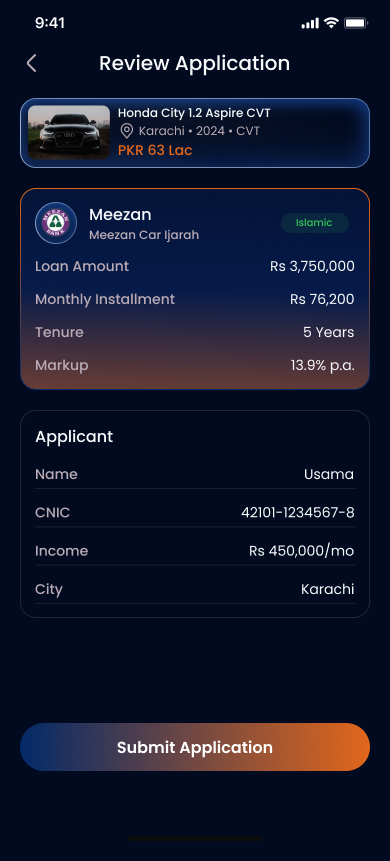 9:41
Review Application
Honda City 1.2 Aspire CVT
Karachi • 2024 • CVT
PKR 63 Lac
MEEZAN
BANK
Meezan
Meezan Car Ijarah
Islamic
Loan Amount Rs 3,750,000
Monthly Installment Rs 76,200
Tenure 5 Years
Markup 13.9% p.a.
Applicant
Name Usama
CNIC 42101-1234567-8
Income Rs 450,000/mo
City Karachi
Submit Application